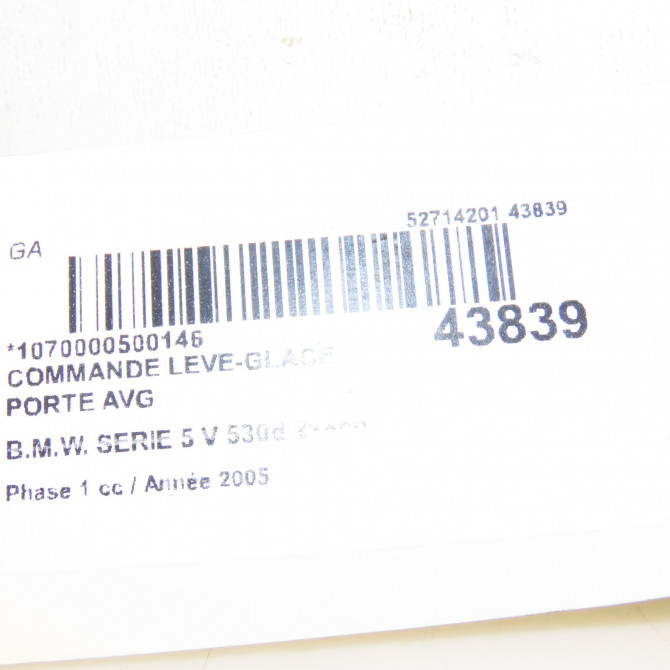 GA
52714201 43839
*1070000500146
43839
COMMANDE LEVE-GLACE
PORTE AVG
B.M.W. SERIE 5 V 530d
Phase 1 cc / Année 2005